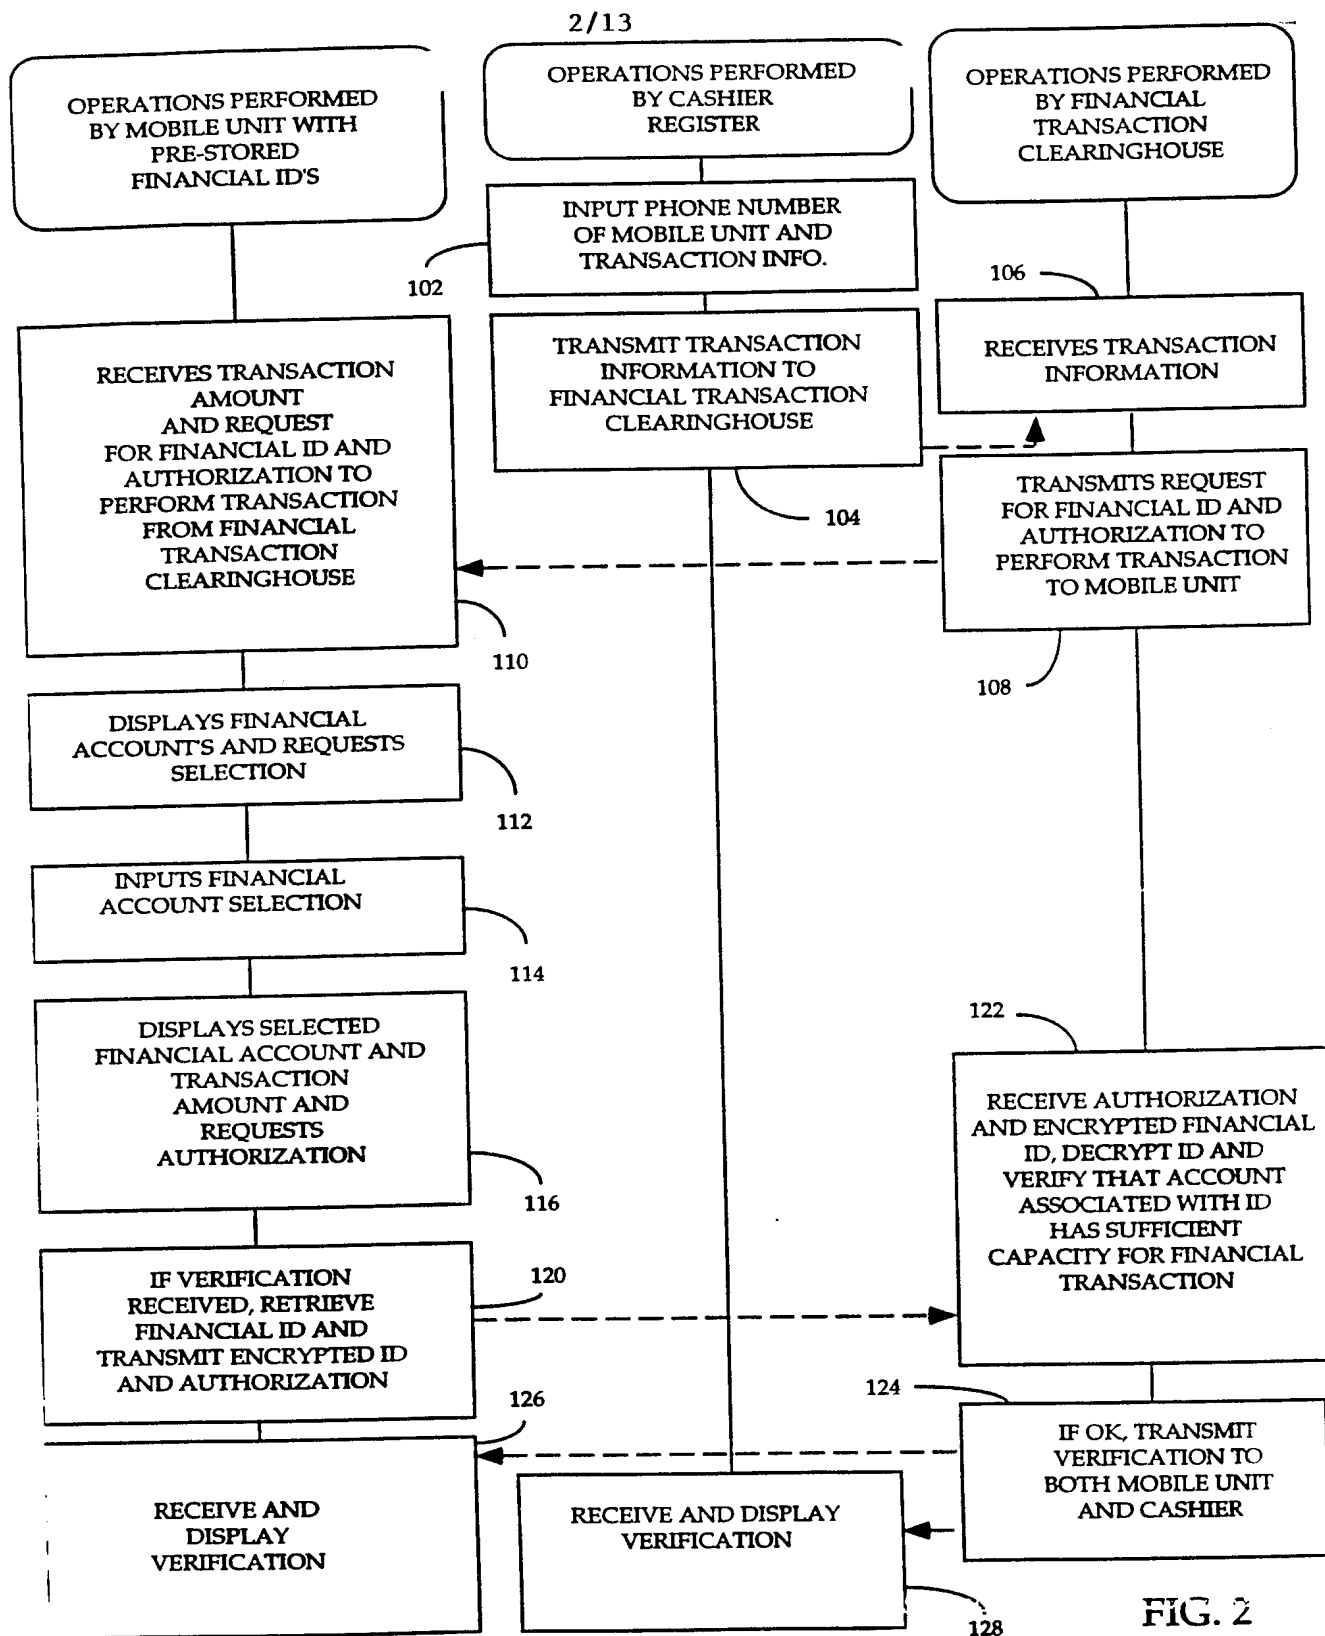 2/13
OPERATIONS PERFORMED
BY MOBILE UNIT WITH
PRE-STORED
FINANCIAL ID'S
OPERATIONS PERFORMED
BY CASHIER
REGISTER
OPERATIONS PERFORMED
BY FINANCIAL
TRANSACTION
CLEARINGHOUSE
INPUT PHONE NUMBER
OF MOBILE UNIT AND
TRANSACTION INFO.
102
106
RECEIVES TRANSACTION
AMOUNT
AND REQUEST
FOR FINANCIAL ID AND
AUTHORIZATION TO
PERFORM TRANSACTION
FROM FINANCIAL
TRANSACTION
CLEARINGHOUSE
TRANSMIT TRANSACTION
INFORMATION TO
FINANCIAL TRANSACTION
CLEARINGHOUSE
RECEIVES TRANSACTION
INFORMATION
104
TRANSMITS REQUEST
FOR FINANCIAL ID AND
AUTHORIZATION TO
PERFORM TRANSACTION
TO MOBILE UNIT
110
108
DISPLAYS FINANCIAL
ACCOUNT'S AND REQUESTS
SELECTION
112
INPUTS FINANCIAL
ACCOUNT SELECTION
114
DISPLAYS SELECTED
FINANCIAL ACCOUNT AND
TRANSACTION
AMOUNT AND
REQUESTS
AUTHORIZATION
116
122
RECEIVE AUTHORIZATION
AND ENCRYPTED FINANCIAL
ID, DECRYPT ID AND
VERIFY THAT ACCOUNT
ASSOCIATED WITH ID
HAS SUFFICIENT
CAPACITY FOR FINANCIAL
TRANSACTION
IF VERIFICATION
RECEIVED, RETRIEVE
FINANCIAL ID AND
TRANSMIT ENCRYPTED ID
AND AUTHORIZATION
120
126
124
IF OK, TRANSMIT
VERIFICATION TO
BOTH MOBILE UNIT
AND CASHIER
RECEIVE AND
DISPLAY
VERIFICATION
RECEIVE AND DISPLAY
VERIFICATION
128
FIG. 2